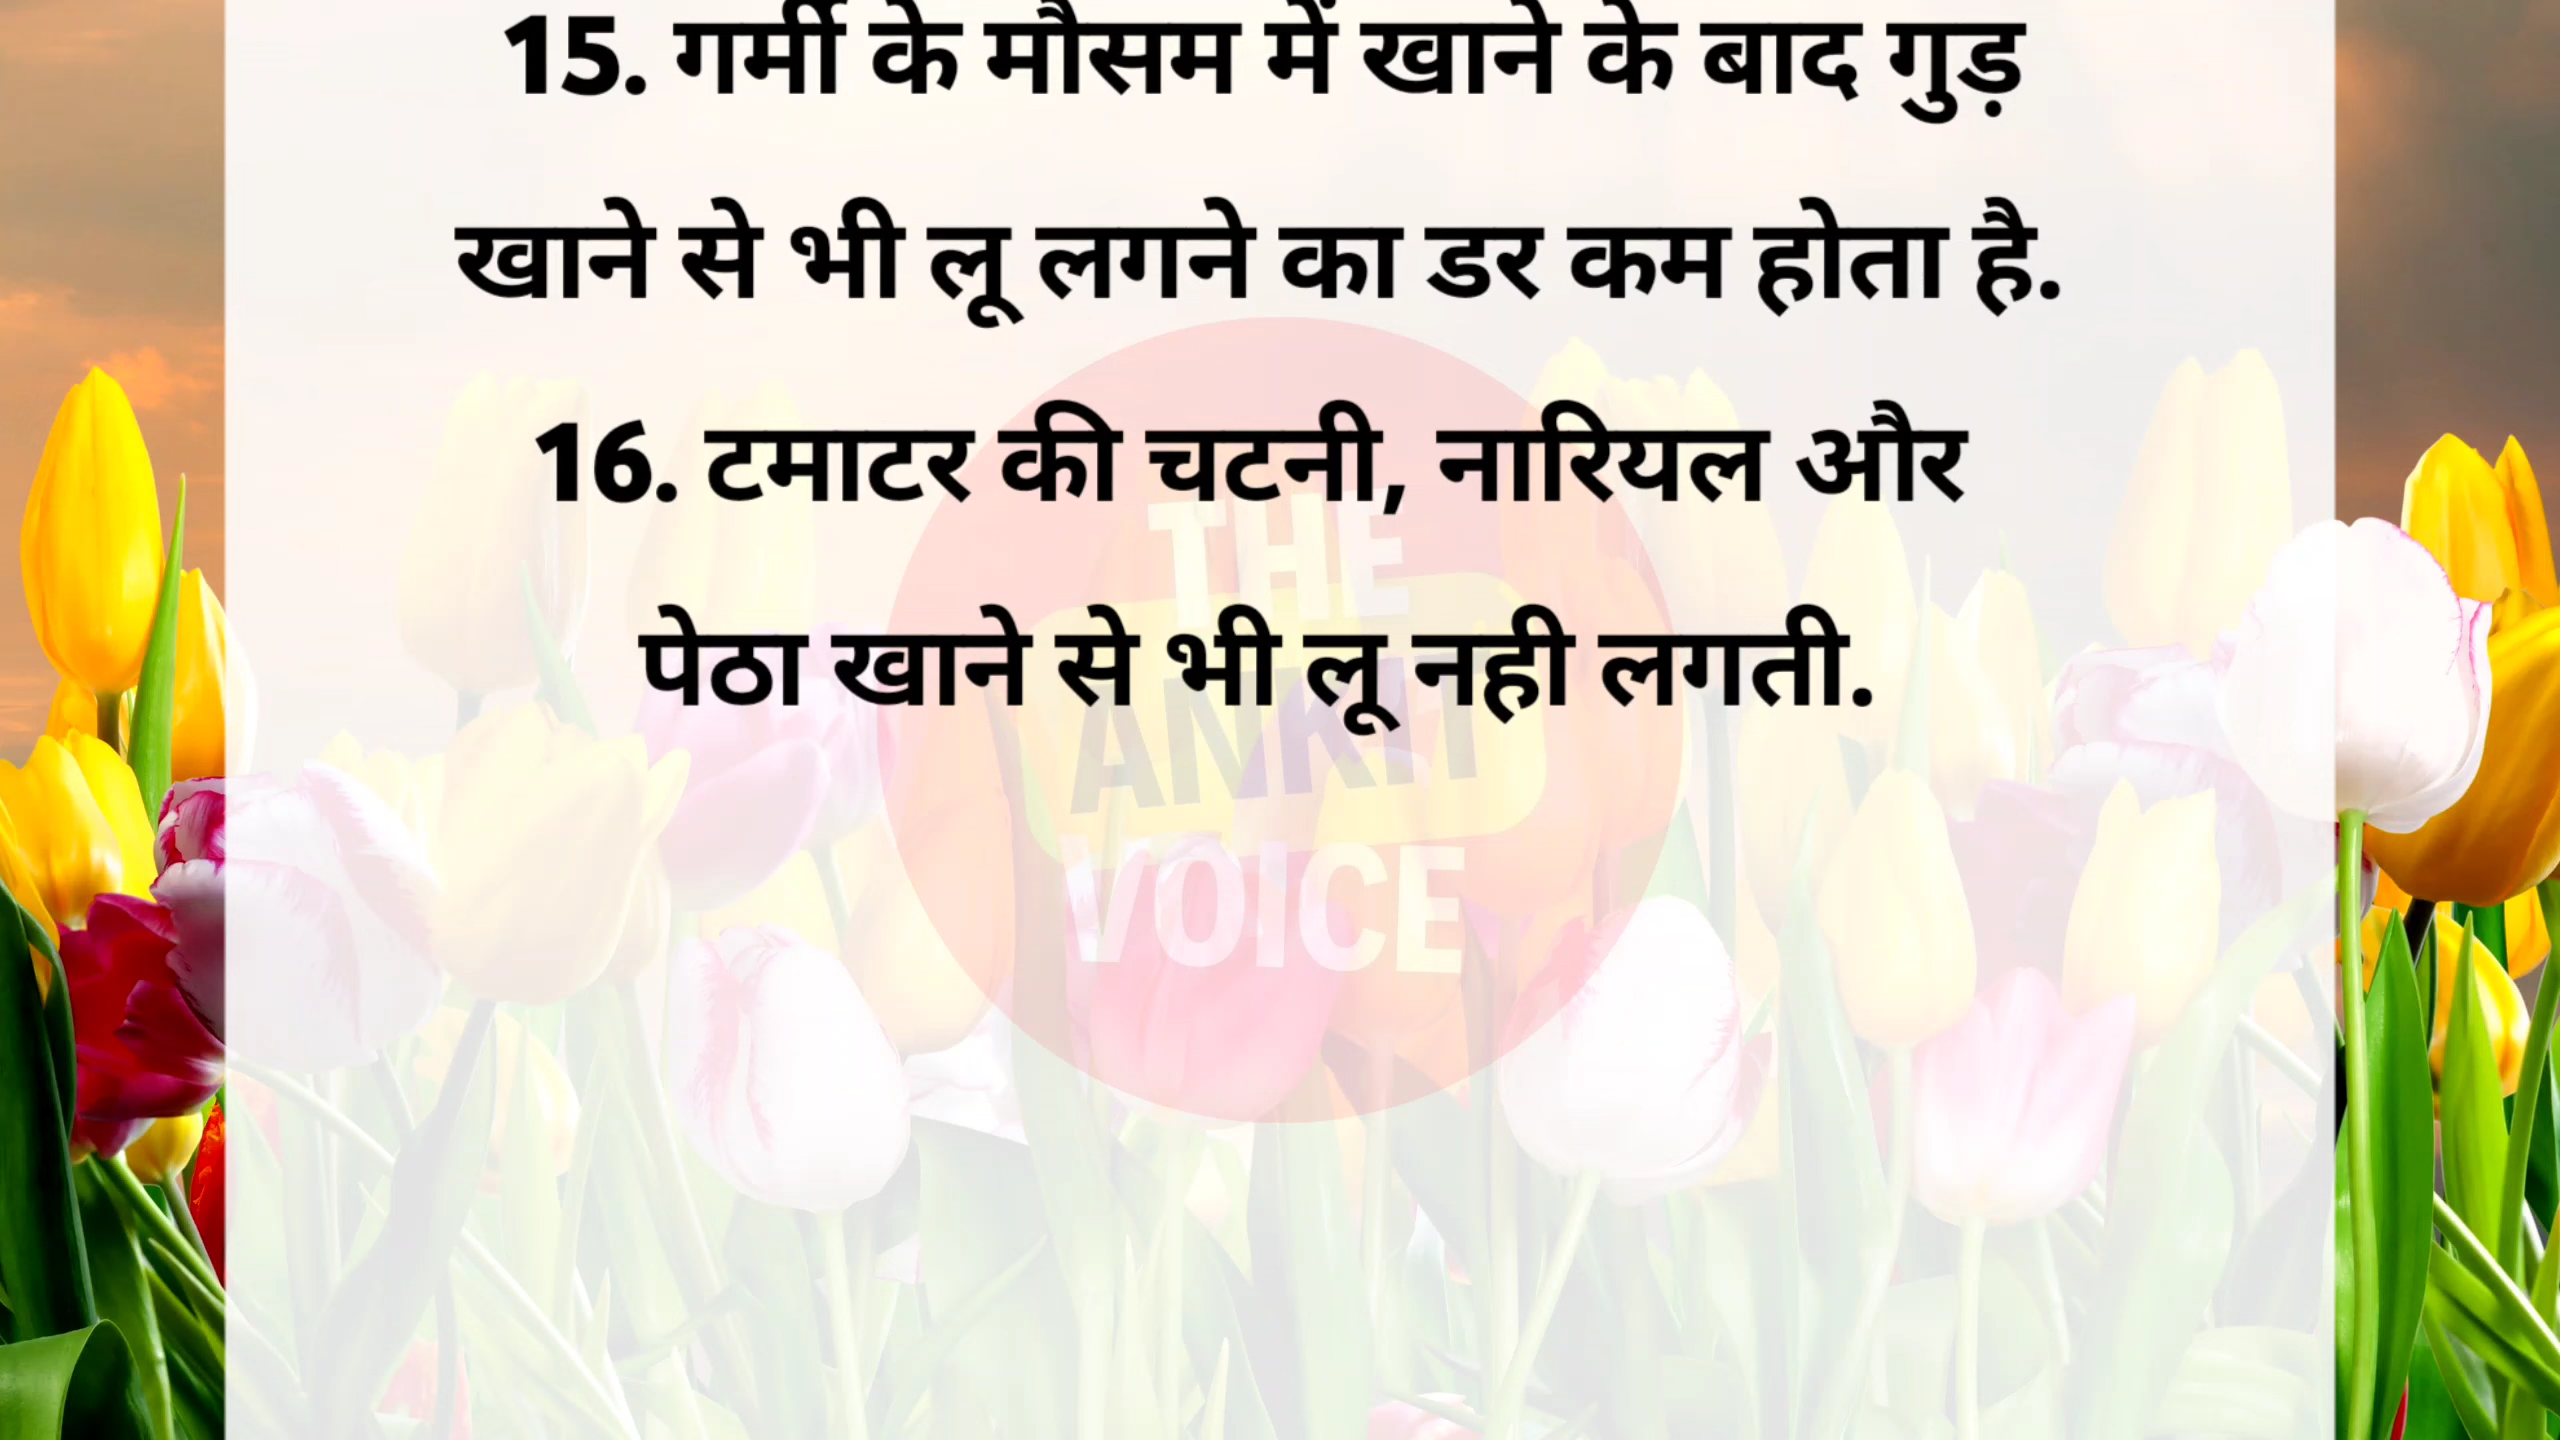 15. गर्मी के मौसम में खाने के बाद गुड़
खाने से भी लू लगने का डर कम होता है.
16. टमाटर की चटनी, नारियल और
पेठा खाने से भी लू नही लगती.
THE
ANKIT
VOICE